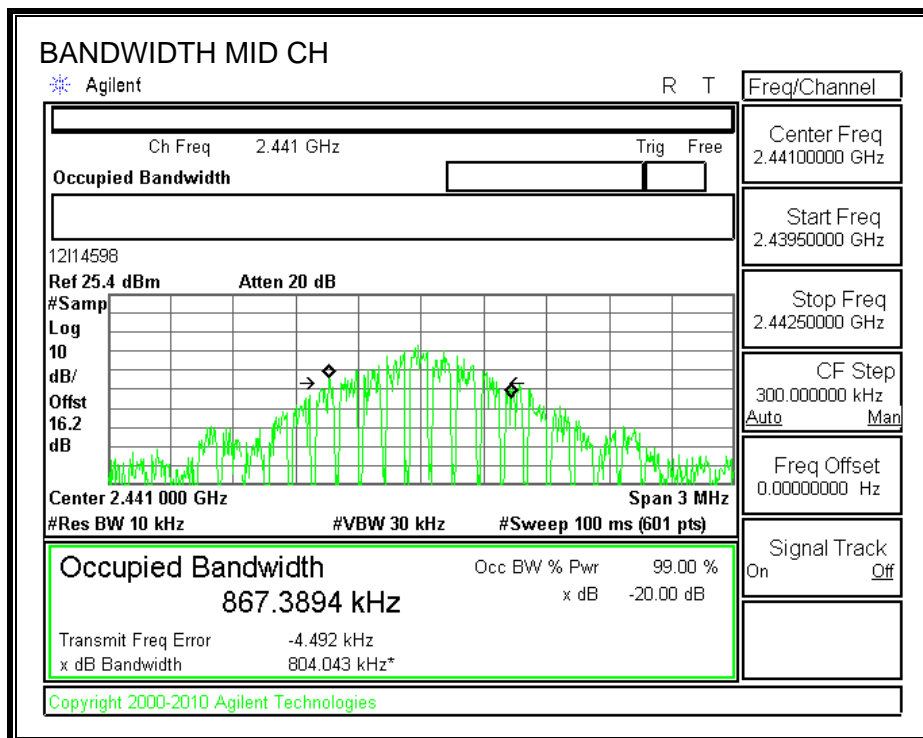 BANDWIDTH MID CH
Agilent R T
Freq/Channel
Ch Freq 2.441 GHz Trig Free
Occupied Bandwidth
Center Freq
2.44100000 GHz
Start Freq
2.43950000 GHz
Stop Freq
2.44250000 GHz
CF Step
300.000000 kHz
Auto Man
Freq Offset
0.00000000 Hz
Signal Track
On Off
12I14598
Ref 25.4 dBm Atten 20 dB
#Samp
Log
10
dB/
Offst
16.2
dB
Center 2.441 000 GHz Span 3 MHz
#Res BW 10 kHz #VBW 30 kHz #Sweep 100 ms (601 pts)
Occupied Bandwidth Occ BW % Pwr 99.00 %
867.3894 kHz x dB -20.00 dB
Transmit Freq Error -4.492 kHz
x dB Bandwidth 804.043 kHz*
Copyright 2000-2010 Agilent Technologies